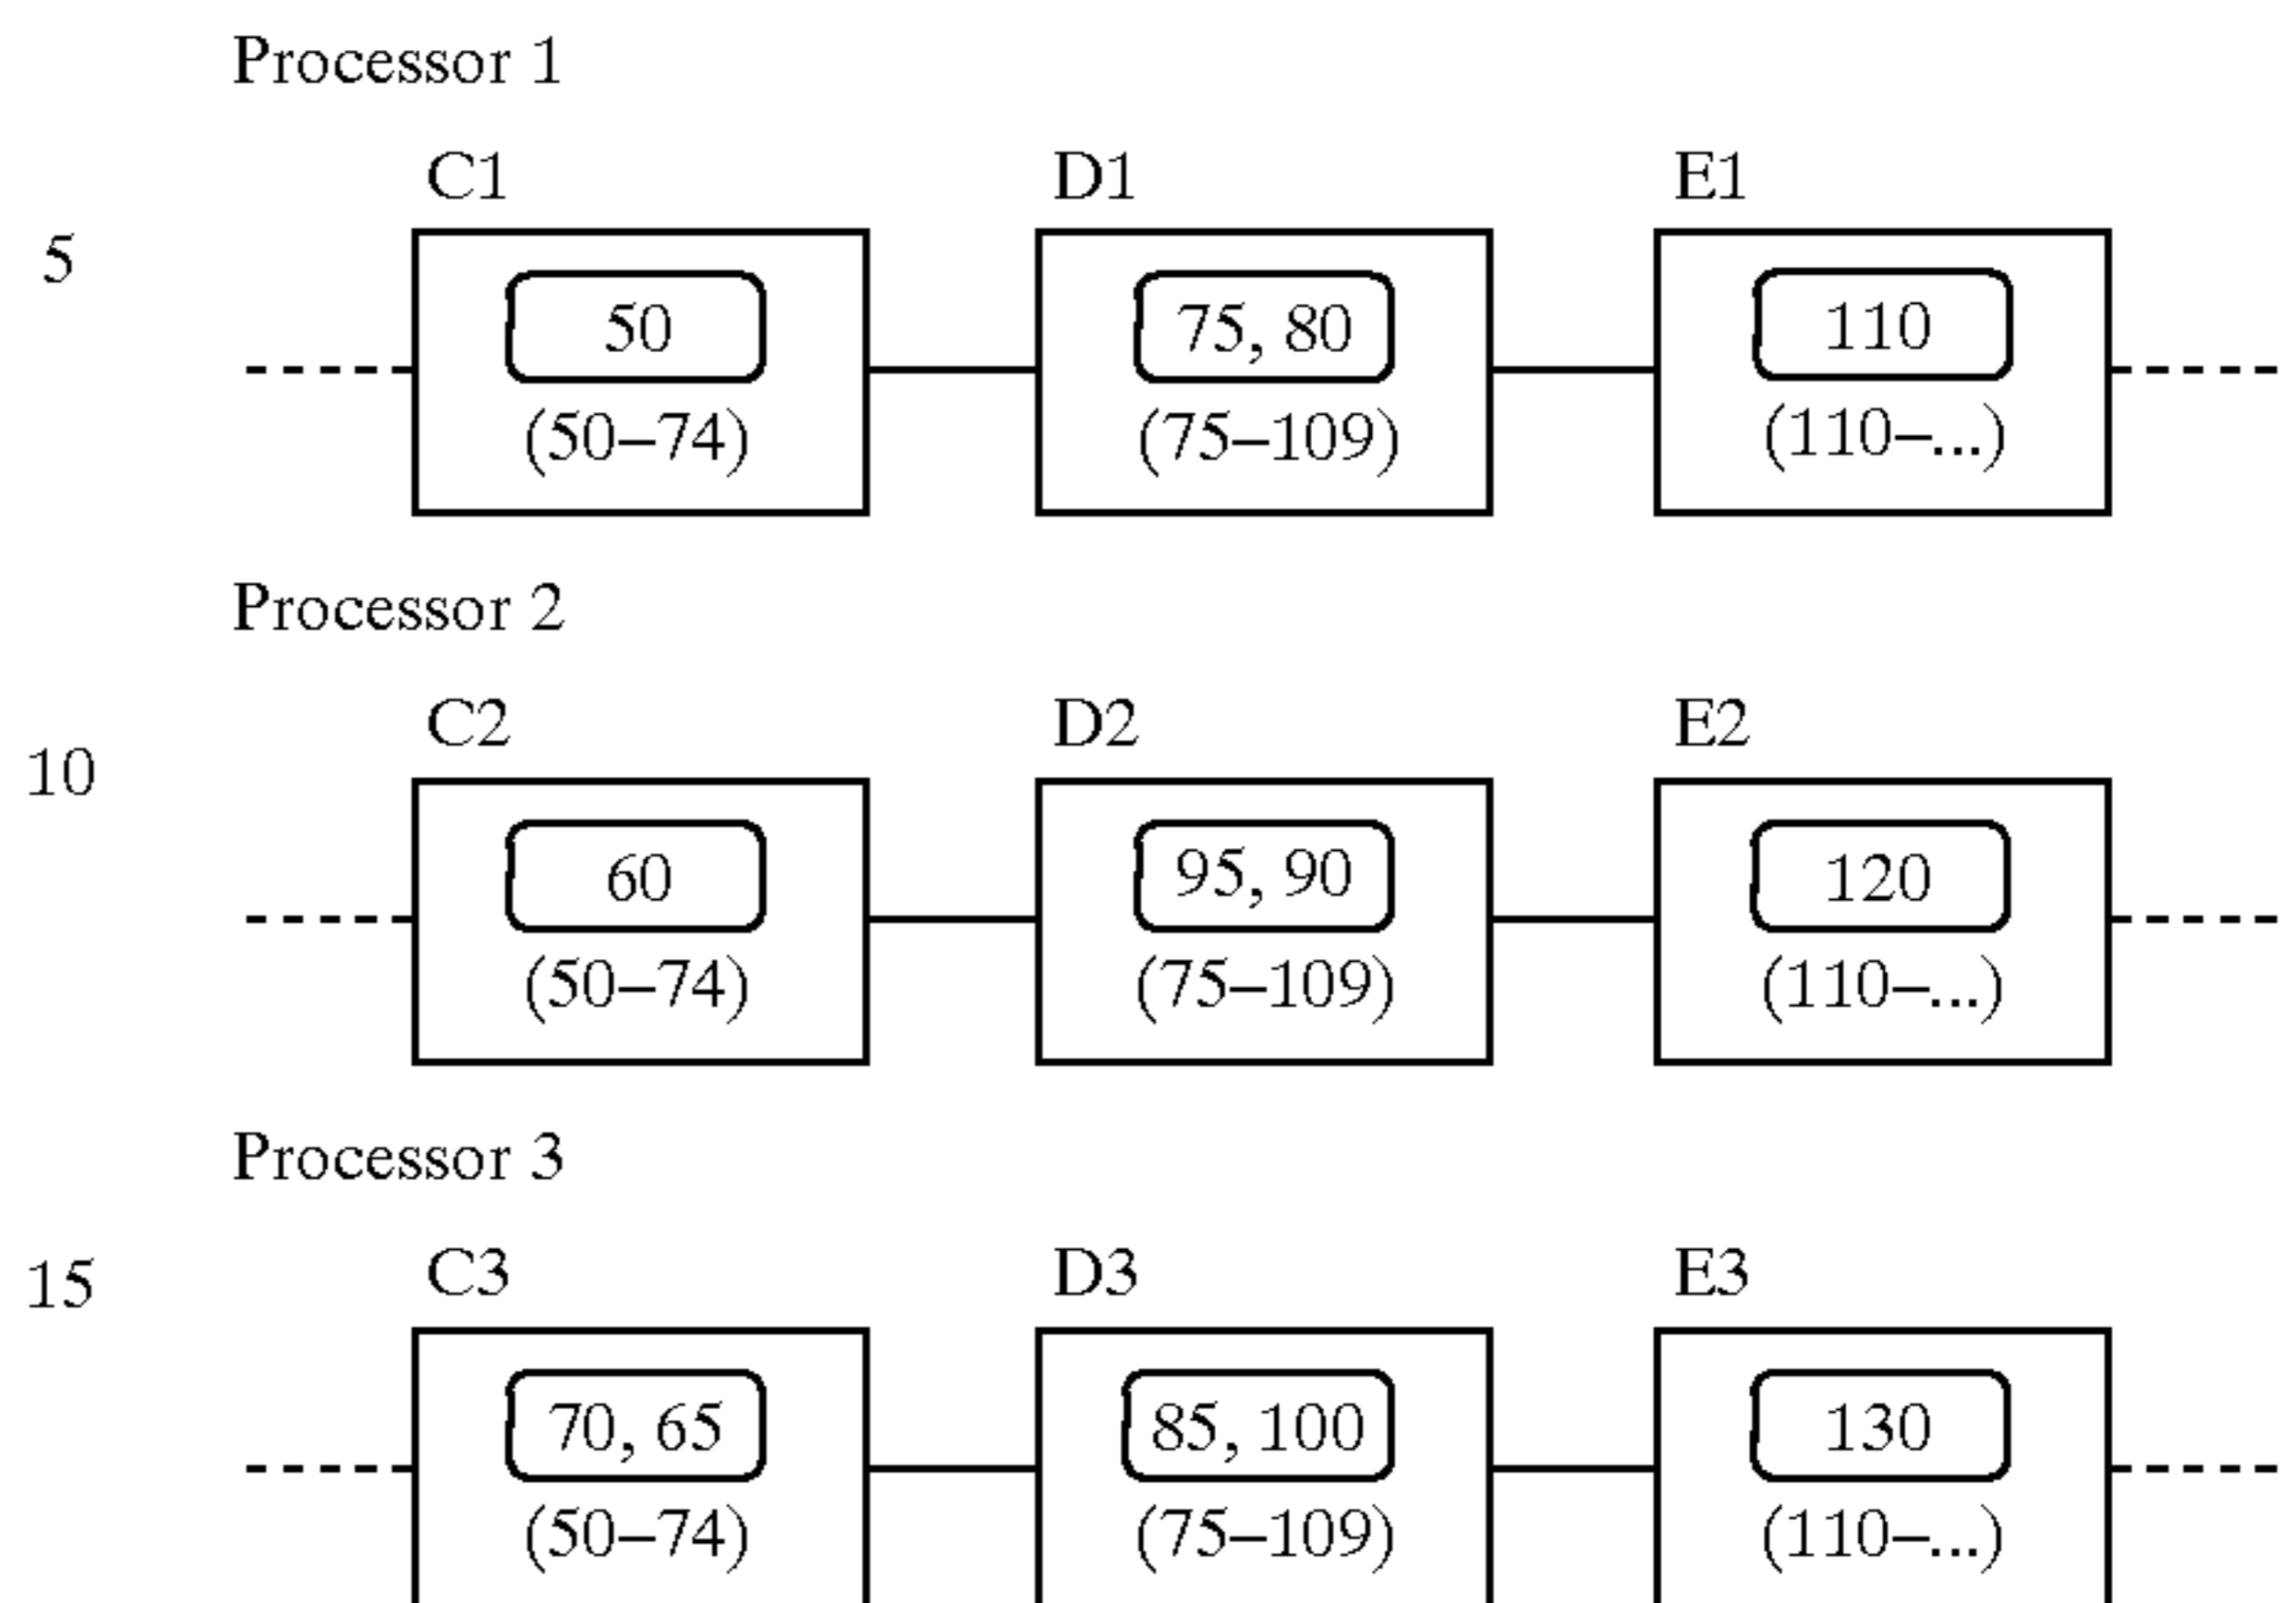 Processor 1
C1 D1 E1
5
50 75, 80 110
(50–74) (75–109) (110–...)
Processor 2
C2 D2 E2
10
60 95, 90 120
(50–74) (75–109) (110–...)
Processor 3
C3 D3 E3
15
70, 65 85, 100 130
(50–74) (75–109) (110–...)